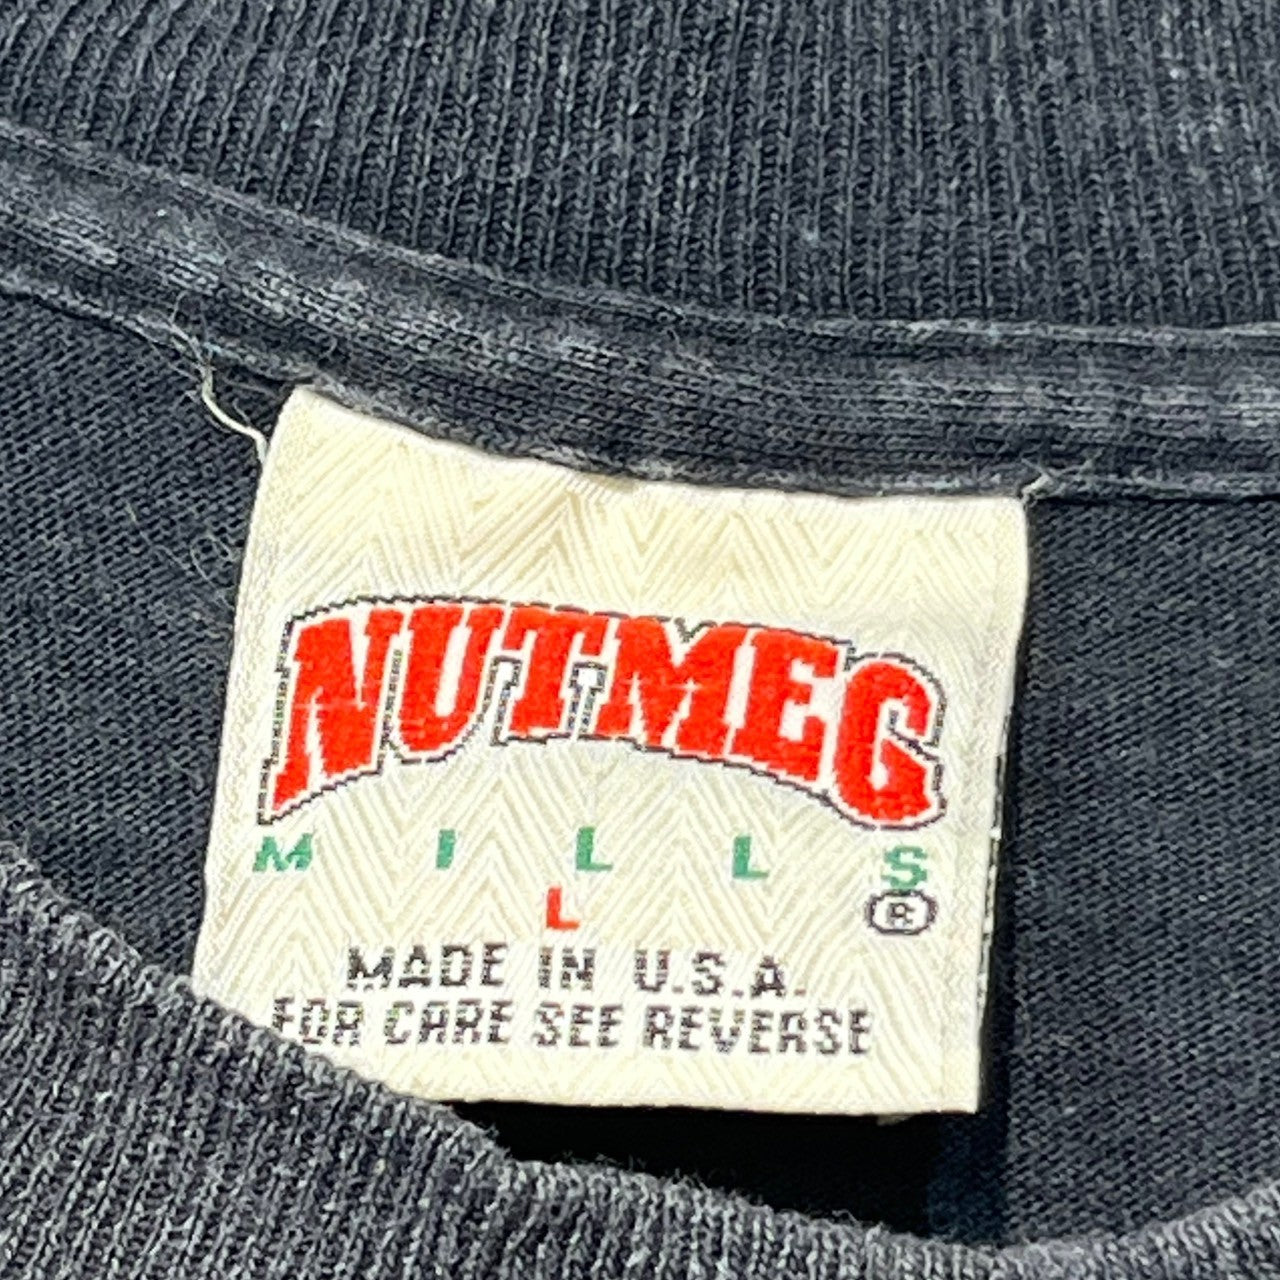 NUTMEG
MILLS
L ®
MADE IN U.S.A.
FOR CARE SEE REVERSE